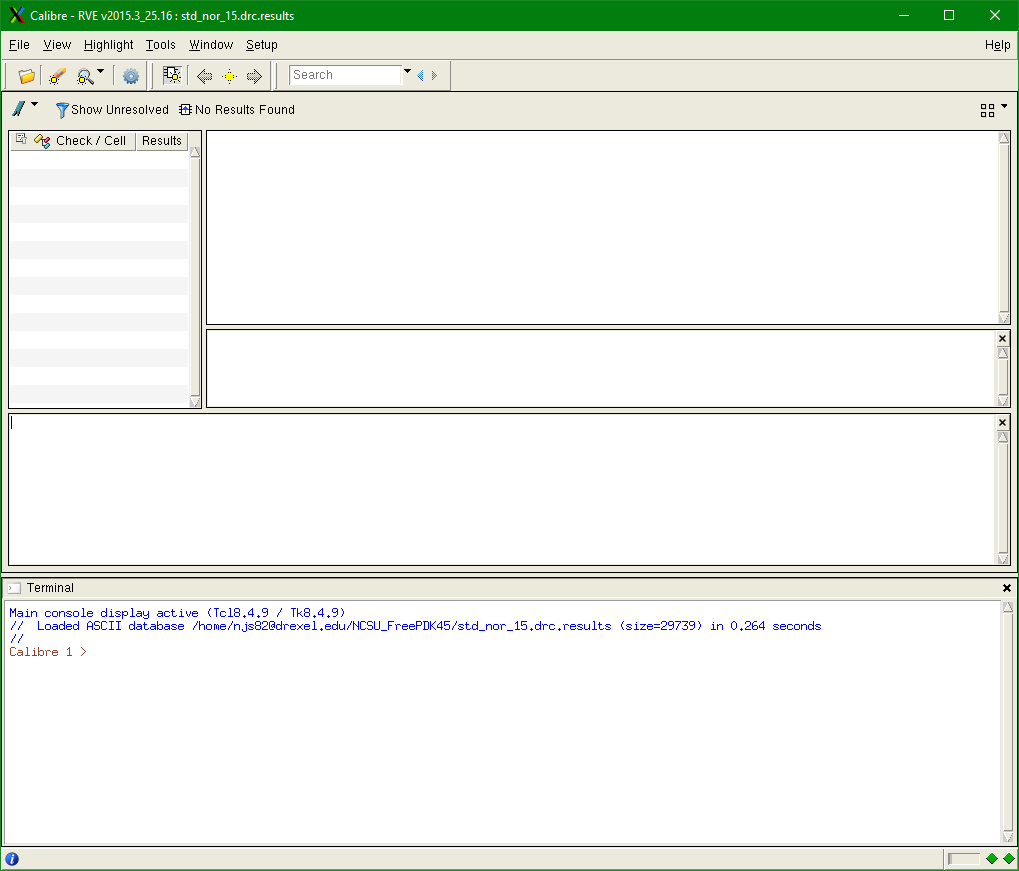 Calibre - RVE v2015.3_25.16 : std_nor_15.drc.results
File View Highlight Tools Window Setup Help
Search
Show Unresolved No Results Found
Check / Cell Results
Terminal
Main console display active (Tcl8.4.9 / Tk8.4.9)
// Loaded ASCII database /home/njs82@drexel.edu/NCSU_FreePDK45/std_nor_15.drc.results (size=29739) in 0.264 seconds
//
Calibre 1 >